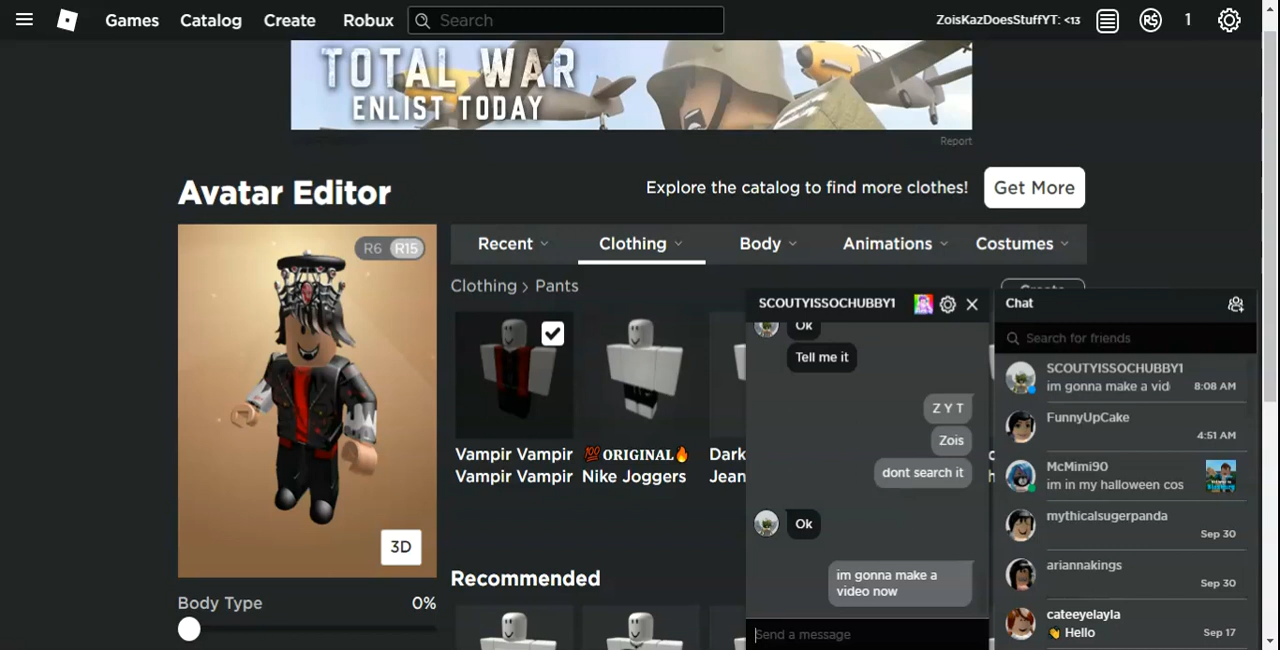 Games Catalog Create Robux Search ZoisKazDoesStuffYT: <13 1
TOTAL WAR
ENLIST TODAY
Report
Avatar Editor
Explore the catalog to find more clothes! Get More
R6 R15
Recent Clothing Body Animations Costumes
Clothing > Pants
Vampir Vampir
Vampir Vampir
💯ORIGINAL🔥
Nike Joggers
Dark
Jean
3D
Body Type 0%
Recommended
SCOUTYISSOCHUBBY1
Ok
Tell me it
Z Y T
Zois
dont search it
Ok
im gonna make a
video now
Send a message
Chat
Search for friends
SCOUTYISSOCHUBBY1
im gonna make a vid 8:08 AM
FunnyUpCake
4:51 AM
McMimi90
im in my halloween cos
mythicalsugerpanda
Sep 30
ariannakings
Sep 30
cateeyelayla
👋 Hello Sep 17